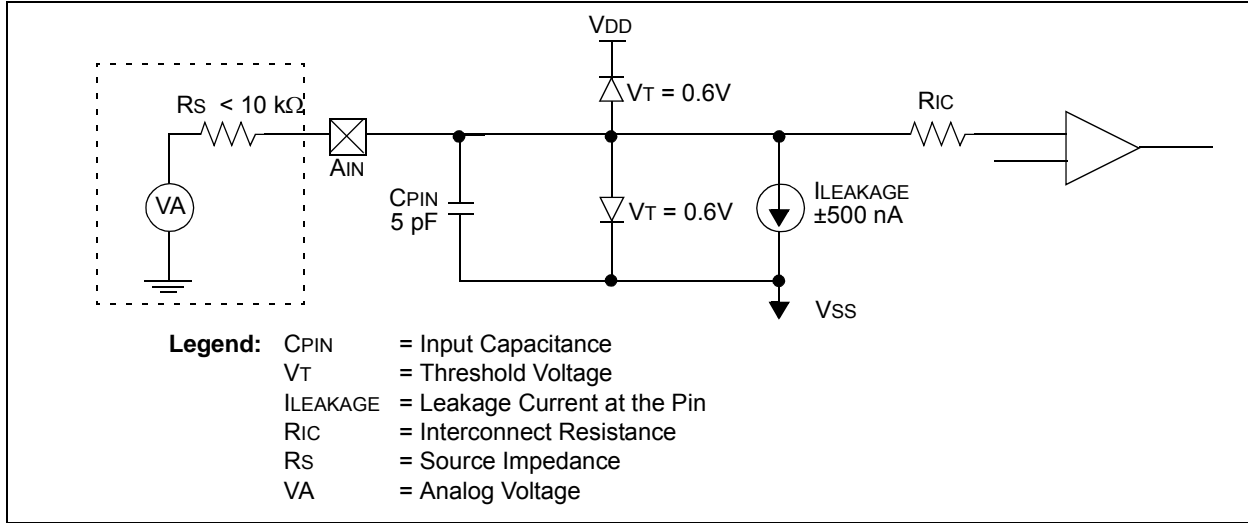 VDD
RS < 10 kΩ
VT = 0.6V
RIC
AIN
VA
CPIN
5 pF
VT = 0.6V
ILEAKAGE
±500 nA
VSS
Legend: CPIN = Input Capacitance
VT = Threshold Voltage
ILEAKAGE = Leakage Current at the Pin
RIC = Interconnect Resistance
RS = Source Impedance
VA = Analog Voltage